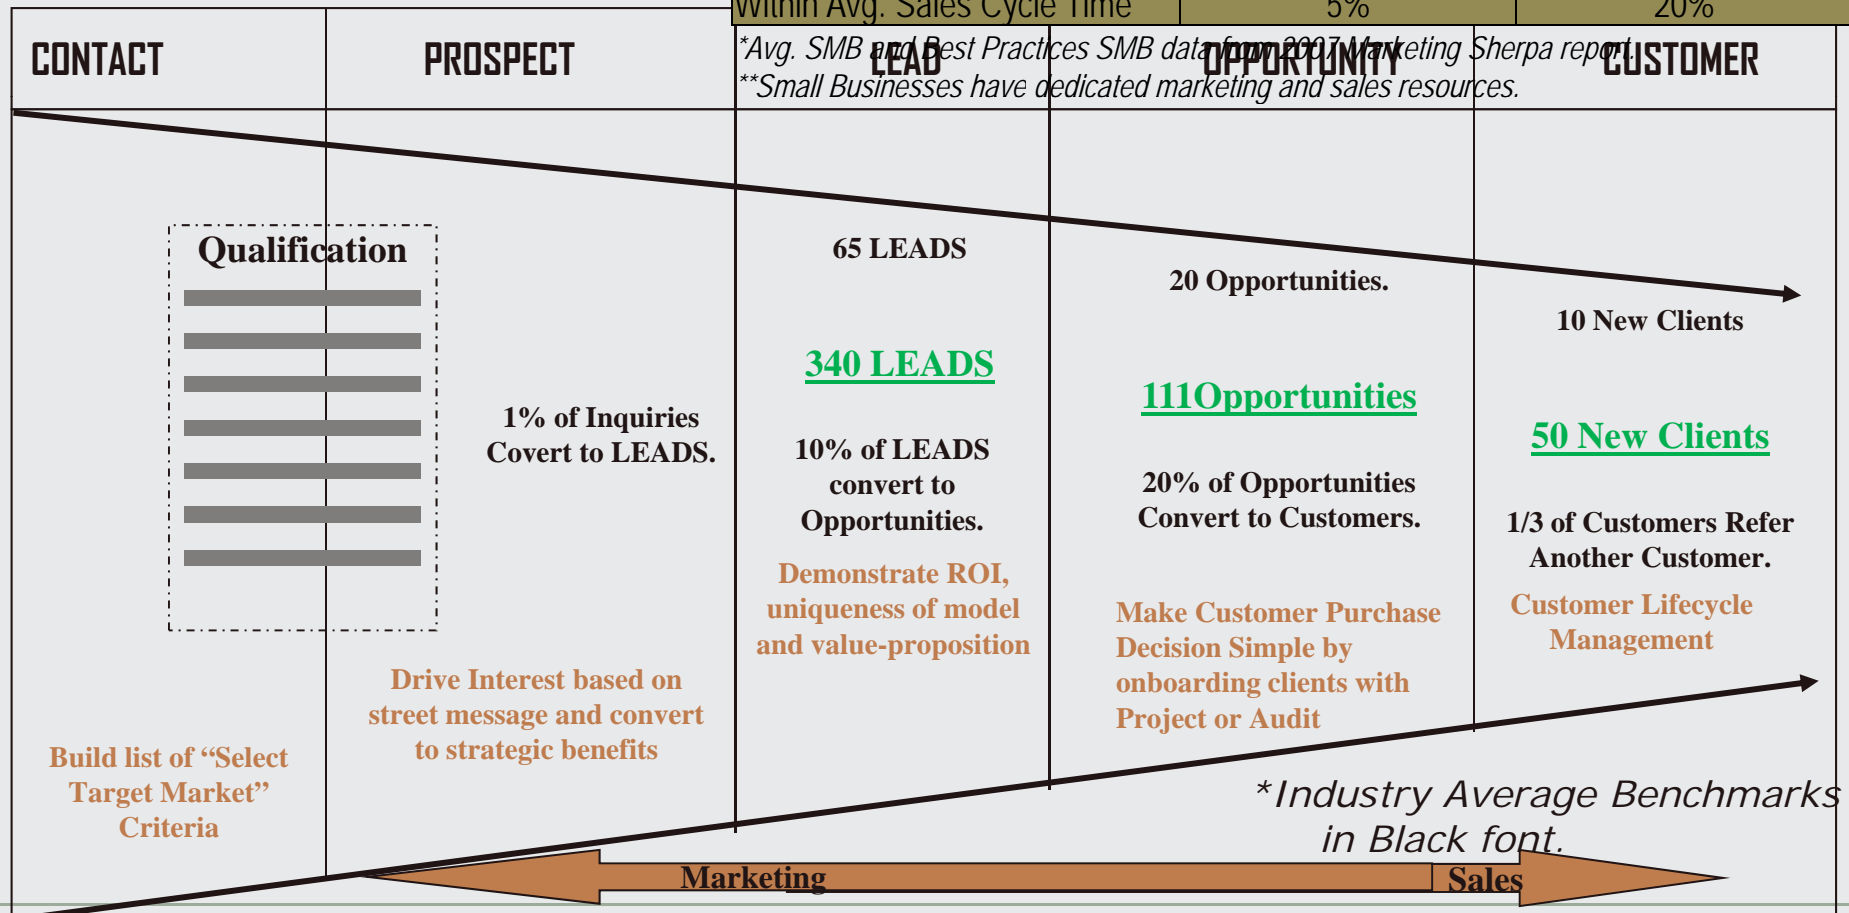 Within Avg. Sales Cycle Time 5% 20%
CONTACT PROSPECT LEAD OPPORTUNITY CUSTOMER
*Avg. SMB and Best Practices SMB data from 2007 Marketing Sherpa report.
**Small Businesses have dedicated marketing and sales resources.
Qualification
Build list of “Select
Target Market”
Criteria
1% of Inquiries
Covert to LEADS.
Drive Interest based on
street message and convert
to strategic benefits
65 LEADS
340 LEADS
10% of LEADS
convert to
Opportunities.
Demonstrate ROI,
uniqueness of model
and value-proposition
20 Opportunities.
111Opportunities
20% of Opportunities
Convert to Customers.
Make Customer Purchase
Decision Simple by
onboarding clients with
Project or Audit
10 New Clients
50 New Clients
1/3 of Customers Refer
Another Customer.
Customer Lifecycle
Management
*Industry Average Benchmarks
in Black font.
Marketing
Sales